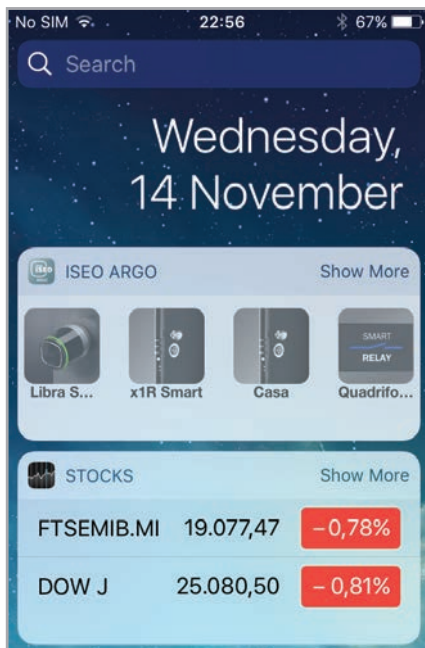 No SIM 22:56 67%
Search
Wednesday,
14 November
ISEO ARGO Show More
SMART
RELAY
Libra S... x1R Smart Casa Quadrifo...
STOCKS Show More
FTSEMIB.MI 19.077,47 −0,78%
DOW J 25.080,50 −0,81%